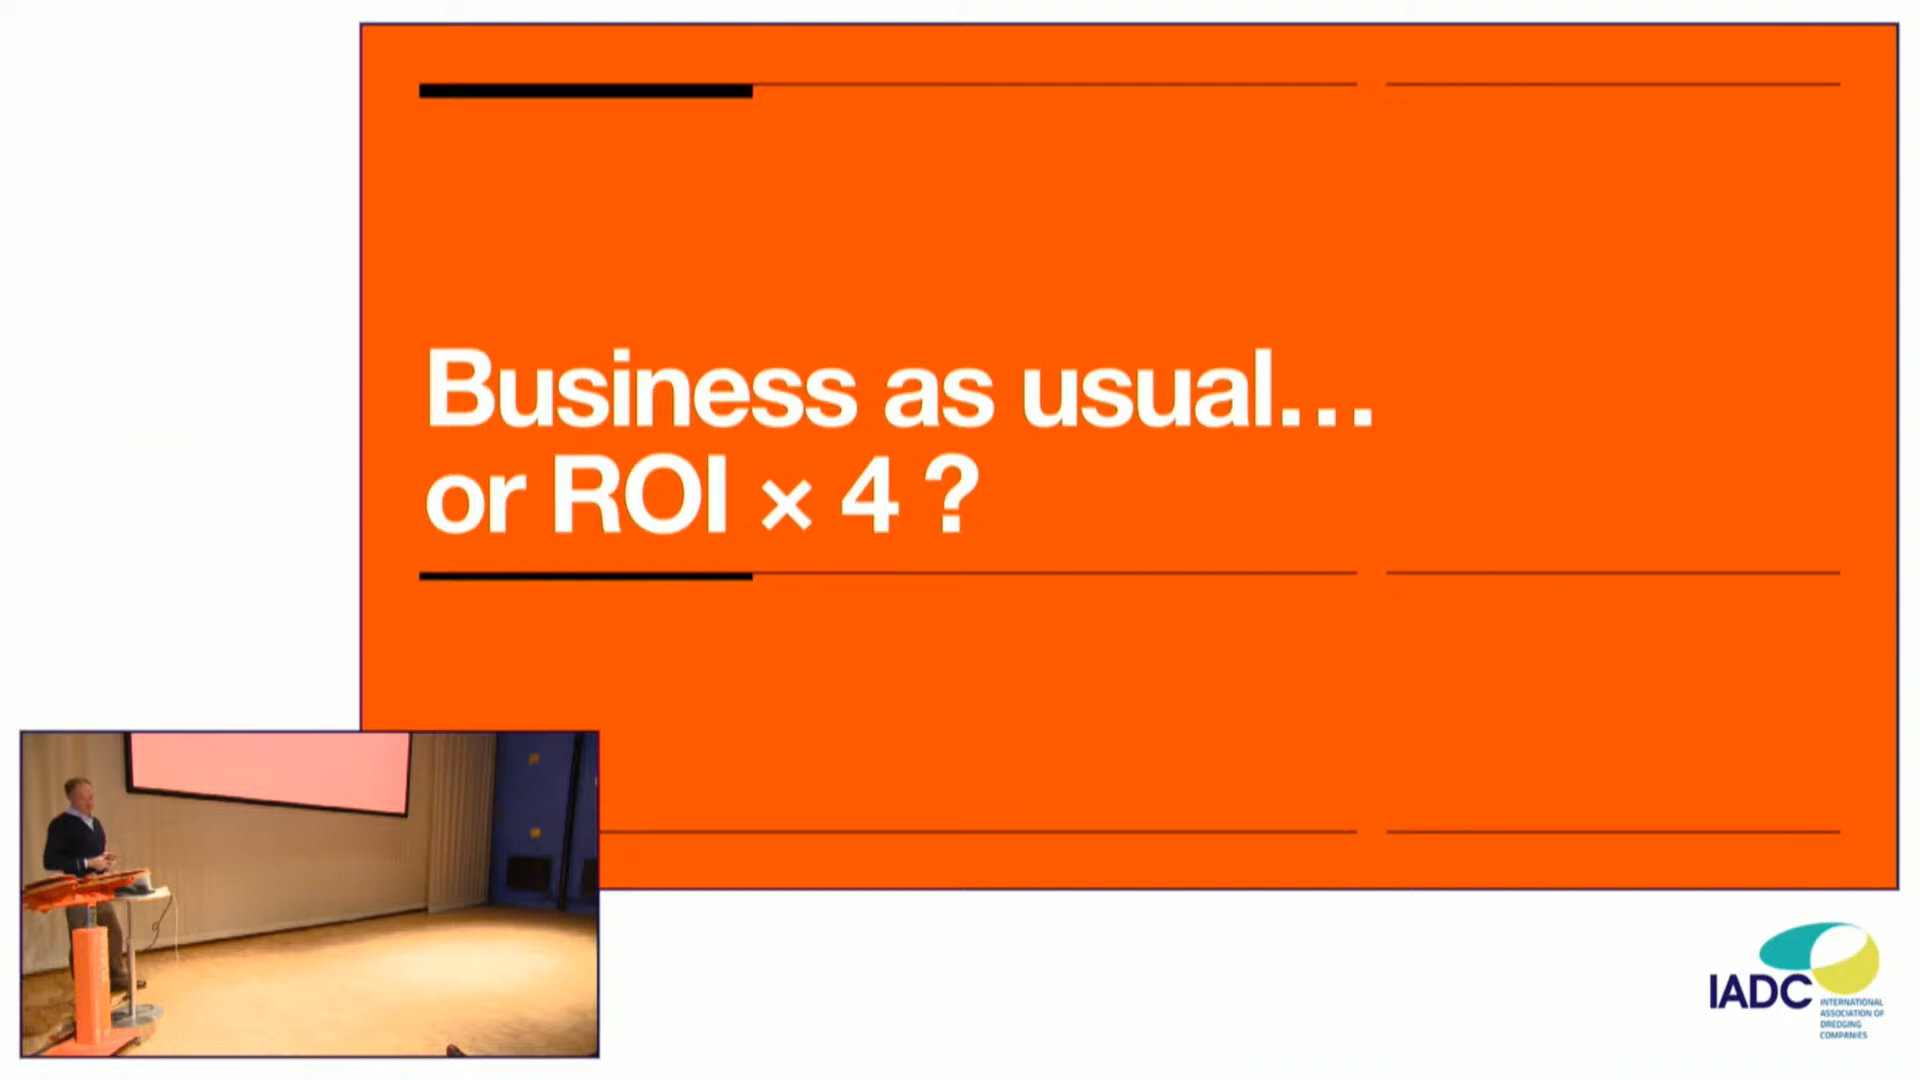 Business as usual…
or ROI × 4 ?
IADC
INTERNATIONAL
ASSOCIATION OF
DREDGING
COMPANIES